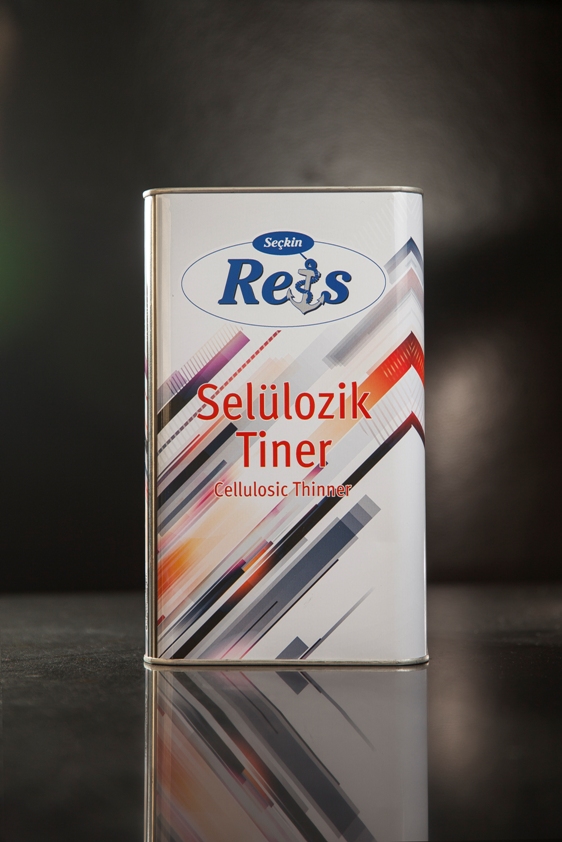 Seçkin
Reis
Selülozik
Tiner
Cellulosic Thinner